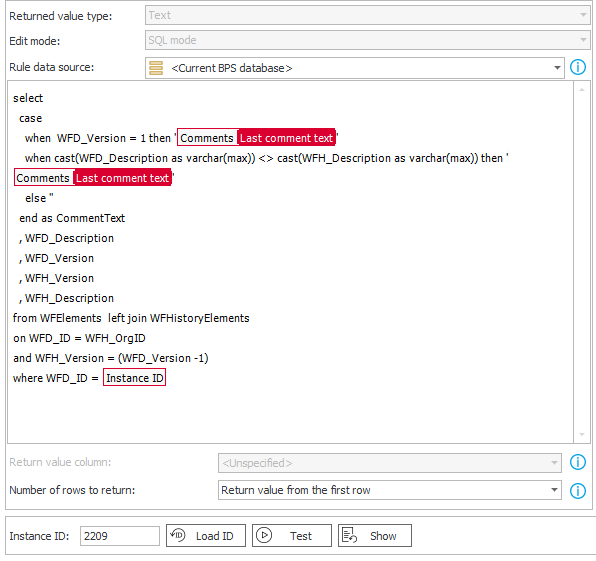 Returned value type: Text
Edit mode: SQL mode
Rule data source: <Current BPS database>
select
case
when WFD_Version = 1 then ' Comments Last comment text '
when cast(WFD_Description as varchar(max)) <> cast(WFH_Description as varchar(max)) then '
Comments Last comment text '
else ''
end as CommentText
, WFD_Description
, WFD_Version
, WFH_Version
, WFH_Description
from WFElements left join WFHistoryElements
on WFD_ID = WFH_OrgID
and WFH_Version = (WFD_Version -1)
where WFD_ID = Instance ID
Return value column: <Unspecified>
Number of rows to return: Return value from the first row
Instance ID: 2209 Load ID Test Show